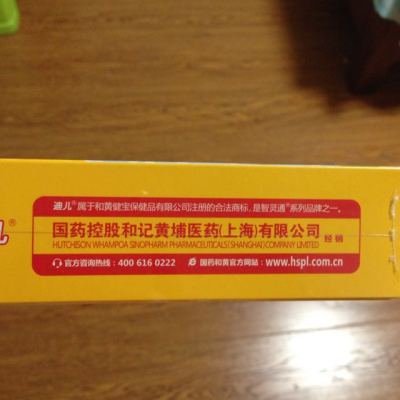 迪儿®属于和黄健宝保健品有限公司注册的合法商标，是智灵通®系列品牌之一。
国药控股和记黄埔医药(上海)有限公司 经销
HUTCHISON WHAMPOA SINOPHARM PHARMACEUTICALS(SHANGHAI)COMPANY LIMITED
官方咨询热线：400 616 0222 国药和黄官方网站：www.hspl.com.cn